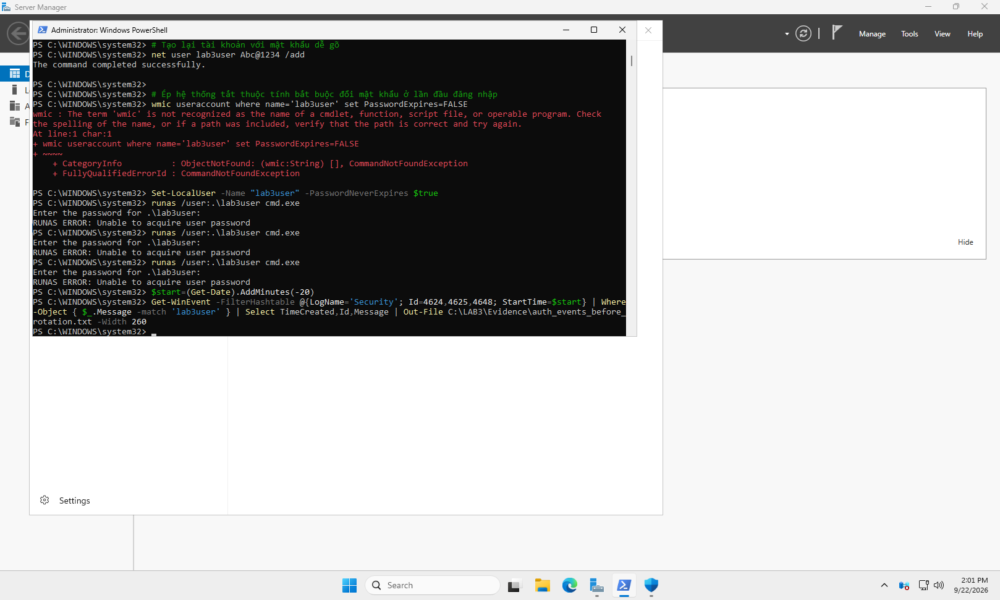 Server Manager
Manage
Tools
View
Help
Administrator: Windows PowerShell
PS C:\WINDOWS\system32> # Tạo lại tài khoản với mật khẩu dễ gõ
PS C:\WINDOWS\system32> net user lab3user Abc@1234 /add
The command completed successfully.
PS C:\WINDOWS\system32>
PS C:\WINDOWS\system32> # Ép hệ thống tắt thuộc tính bắt buộc đổi mật khẩu ở lần đầu đăng nhập
PS C:\WINDOWS\system32> wmic useraccount where name='lab3user' set PasswordExpires=FALSE
wmic : The term 'wmic' is not recognized as the name of a cmdlet, function, script file, or operable program. Check
the spelling of the name, or if a path was included, verify that the path is correct and try again.
At line:1 char:1
+ wmic useraccount where name='lab3user' set PasswordExpires=FALSE
+ ~~~~
    + CategoryInfo          : ObjectNotFound: (wmic:String) [], CommandNotFoundException
    + FullyQualifiedErrorId : CommandNotFoundException
PS C:\WINDOWS\system32> Set-LocalUser -Name "lab3user" -PasswordNeverExpires $true
PS C:\WINDOWS\system32> runas /user:.\lab3user cmd.exe
Enter the password for .\lab3user:
RUNAS ERROR: Unable to acquire user password
PS C:\WINDOWS\system32> runas /user:.\lab3user cmd.exe
Enter the password for .\lab3user:
RUNAS ERROR: Unable to acquire user password
PS C:\WINDOWS\system32> runas /user:.\lab3user cmd.exe
Enter the password for .\lab3user:
RUNAS ERROR: Unable to acquire user password
PS C:\WINDOWS\system32> $start=(Get-Date).AddMinutes(-20)
PS C:\WINDOWS\system32> Get-WinEvent -FilterHashtable @{LogName='Security'; Id=4624,4625,4648; StartTime=$start} | Where
-Object { $_.Message -match 'lab3user' } | Select TimeCreated,Id,Message | Out-File C:\LAB3\Evidence\auth_events_before_
rotation.txt -Width 260
PS C:\WINDOWS\system32>
D
L
A
F
Hide
Settings
Search
2:01 PM
9/22/2026